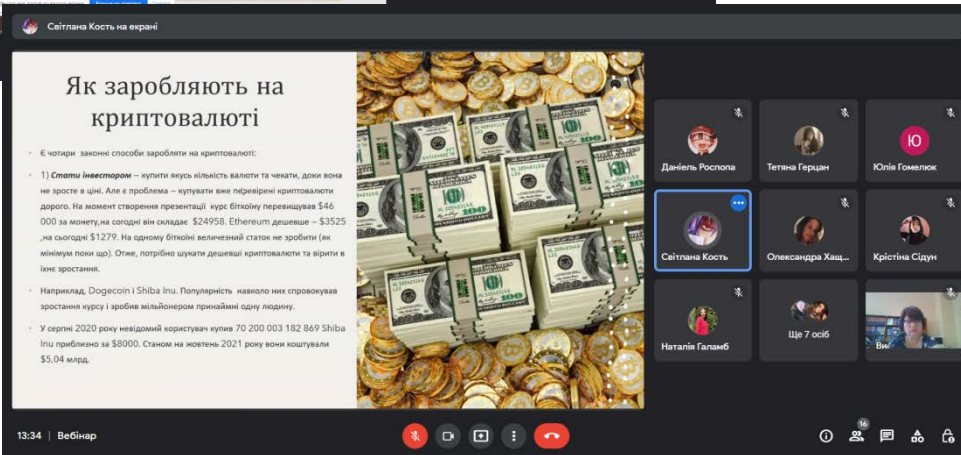 Світлана Кость на екрані
Як заробляють на
криптовалюті
Є чотири законні способи заробляти на криптовалюті:
1) Стати інвестором – купити якусь кількість валюти та чекати, доки вона
не зросте в ціні. Але є проблема – купувати вже перевірені криптовалюти
дорого. На момент створення презентації курс біткоїну перевищував $46
000 за монету,на согодні він складає $24958. Ethereum дешевше – $3525
,на сьогодні $1279. На одному біткоїні величезний статок не зробити (як
мінімум поки що). Отже, потрібно шукати дешевші криптовалюти та вірити в
їхнє зростання.
Наприклад, Dogecoin і Shiba Inu. Популярність навколо них спровокував
зростання курсу і зробив мільйонером принаймні одну людину.
У серпні 2020 року невідомий користувач купив 70 200 003 182 869 Shiba
Inu приблизно за $8000. Станом на жовтень 2021 року вони коштували
$5,04 млрд.
Даніель Роспопа
Тетяна Герцан
Ю
Юлія Гомелюк
Світлана Кость
Олександра Хащ...
Крістіна Сідун
Наталія Галамб
Ще 7 осіб
Ви
13:34 | Вебінар
16